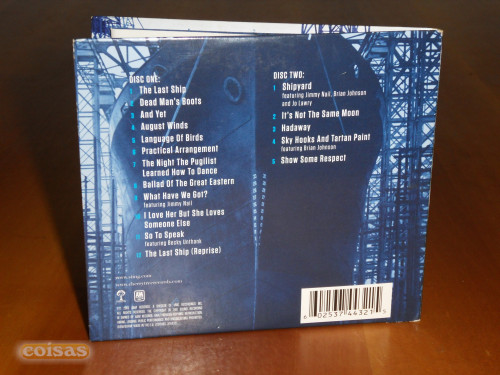 DISC ONE:
1 The Last Ship
2 Dead Man's Boots
3 And Yet
4 August Winds
5 Language Of Birds
6 Practical Arrangement
7 The Night The Pugilist
Learned How To Dance
8 Ballad Of The Great Eastern
9 What Have We Got?
featuring Jimmy Nail
10 I Love Her But She Loves
Someone Else
11 So To Speak
featuring Becky Unthank
12 The Last Ship (Reprise)
DISC TWO:
1 Shipyard
featuring Jimmy Nail, Brian Johnson
and Jo Lawry
2 It's Not The Same Moon
3 Hadaway
4 Sky Hooks And Tartan Paint
featuring Brian Johnson
5 Show Some Respect
www.sting.com
A&M
6 02537 44321 5
coisas